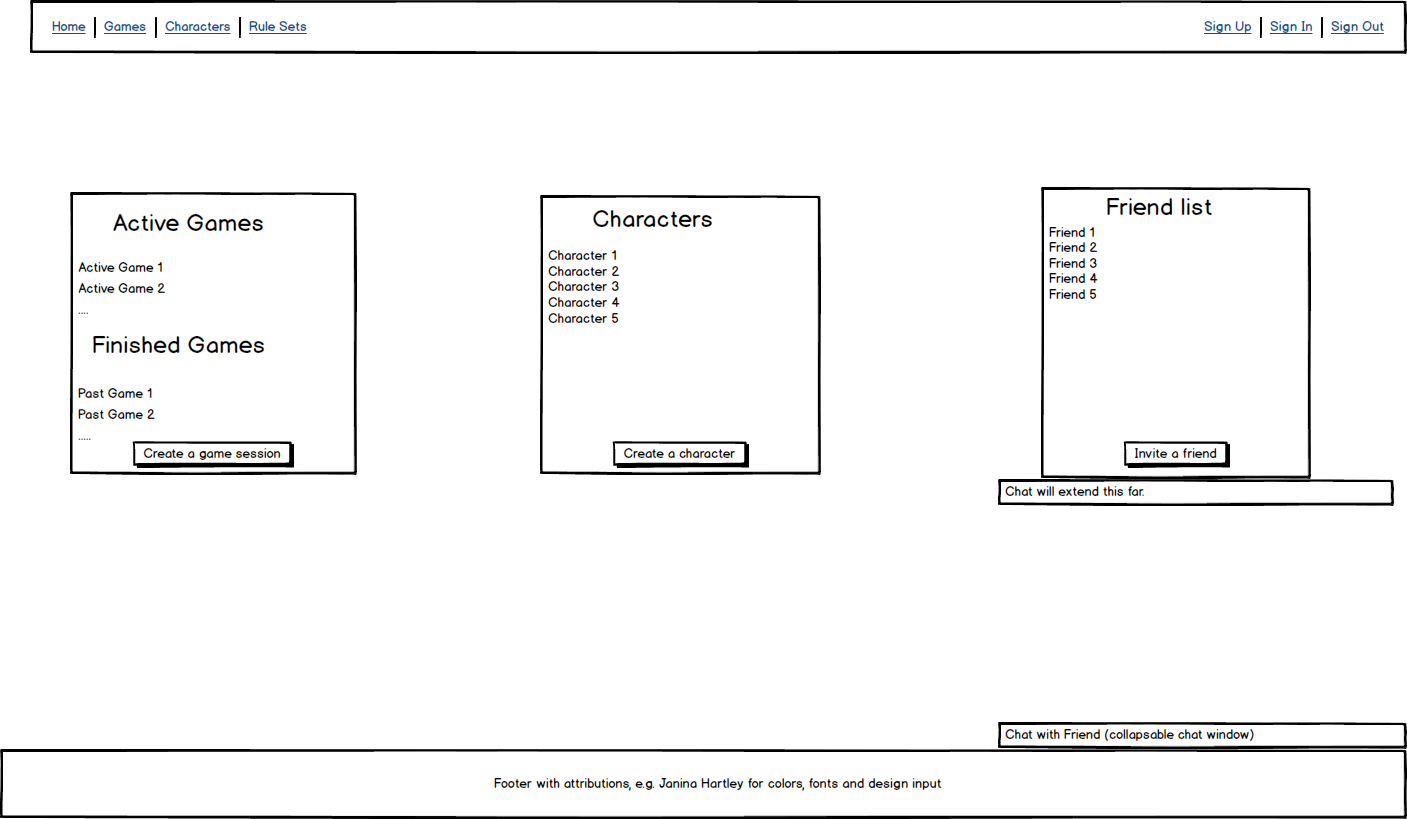 Home | Games | Characters | Rule Sets
Sign Up | Sign In | Sign Out
Active Games
Active Game 1
Active Game 2
....
Finished Games
Past Game 1
Past Game 2
.....
Create a game session
Characters
Character 1
Character 2
Character 3
Character 4
Character 5
Create a character
Friend list
Friend 1
Friend 2
Friend 3
Friend 4
Friend 5
Invite a friend
Chat will extend this far.
Chat with Friend (collapsable chat window)
Footer with attributions, e.g. Janina Hartley for colors, fonts and design input